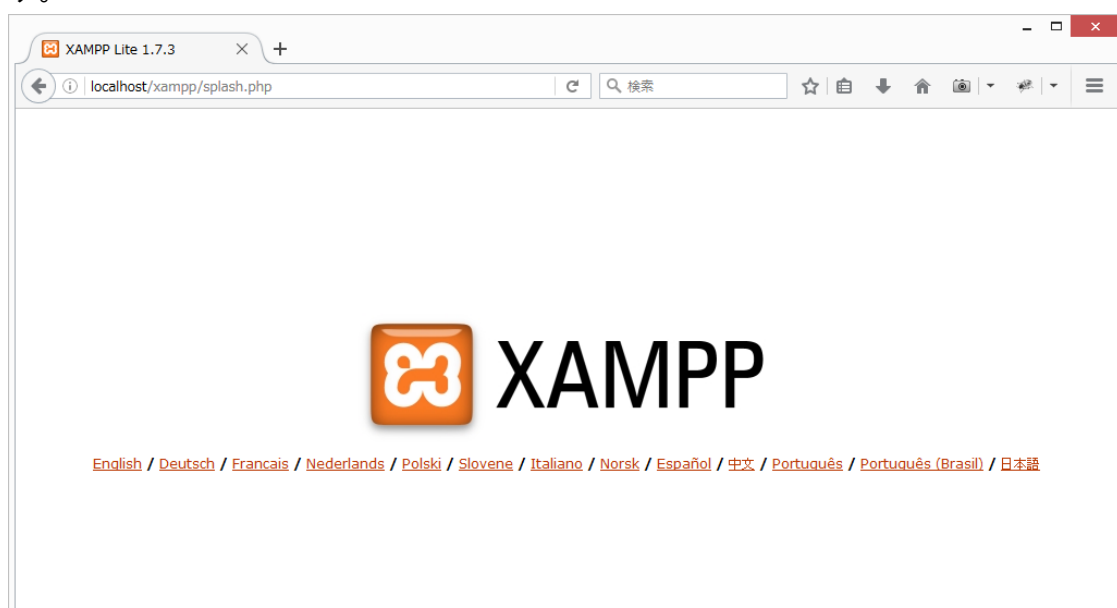 XAMPP Lite 1.7.3
localhost/xampp/splash.php
検索
XAMPP
English / Deutsch / Francais / Nederlands / Polski / Slovene / Italiano / Norsk / Español / 中文 / Português / Português (Brasil) / 日本語